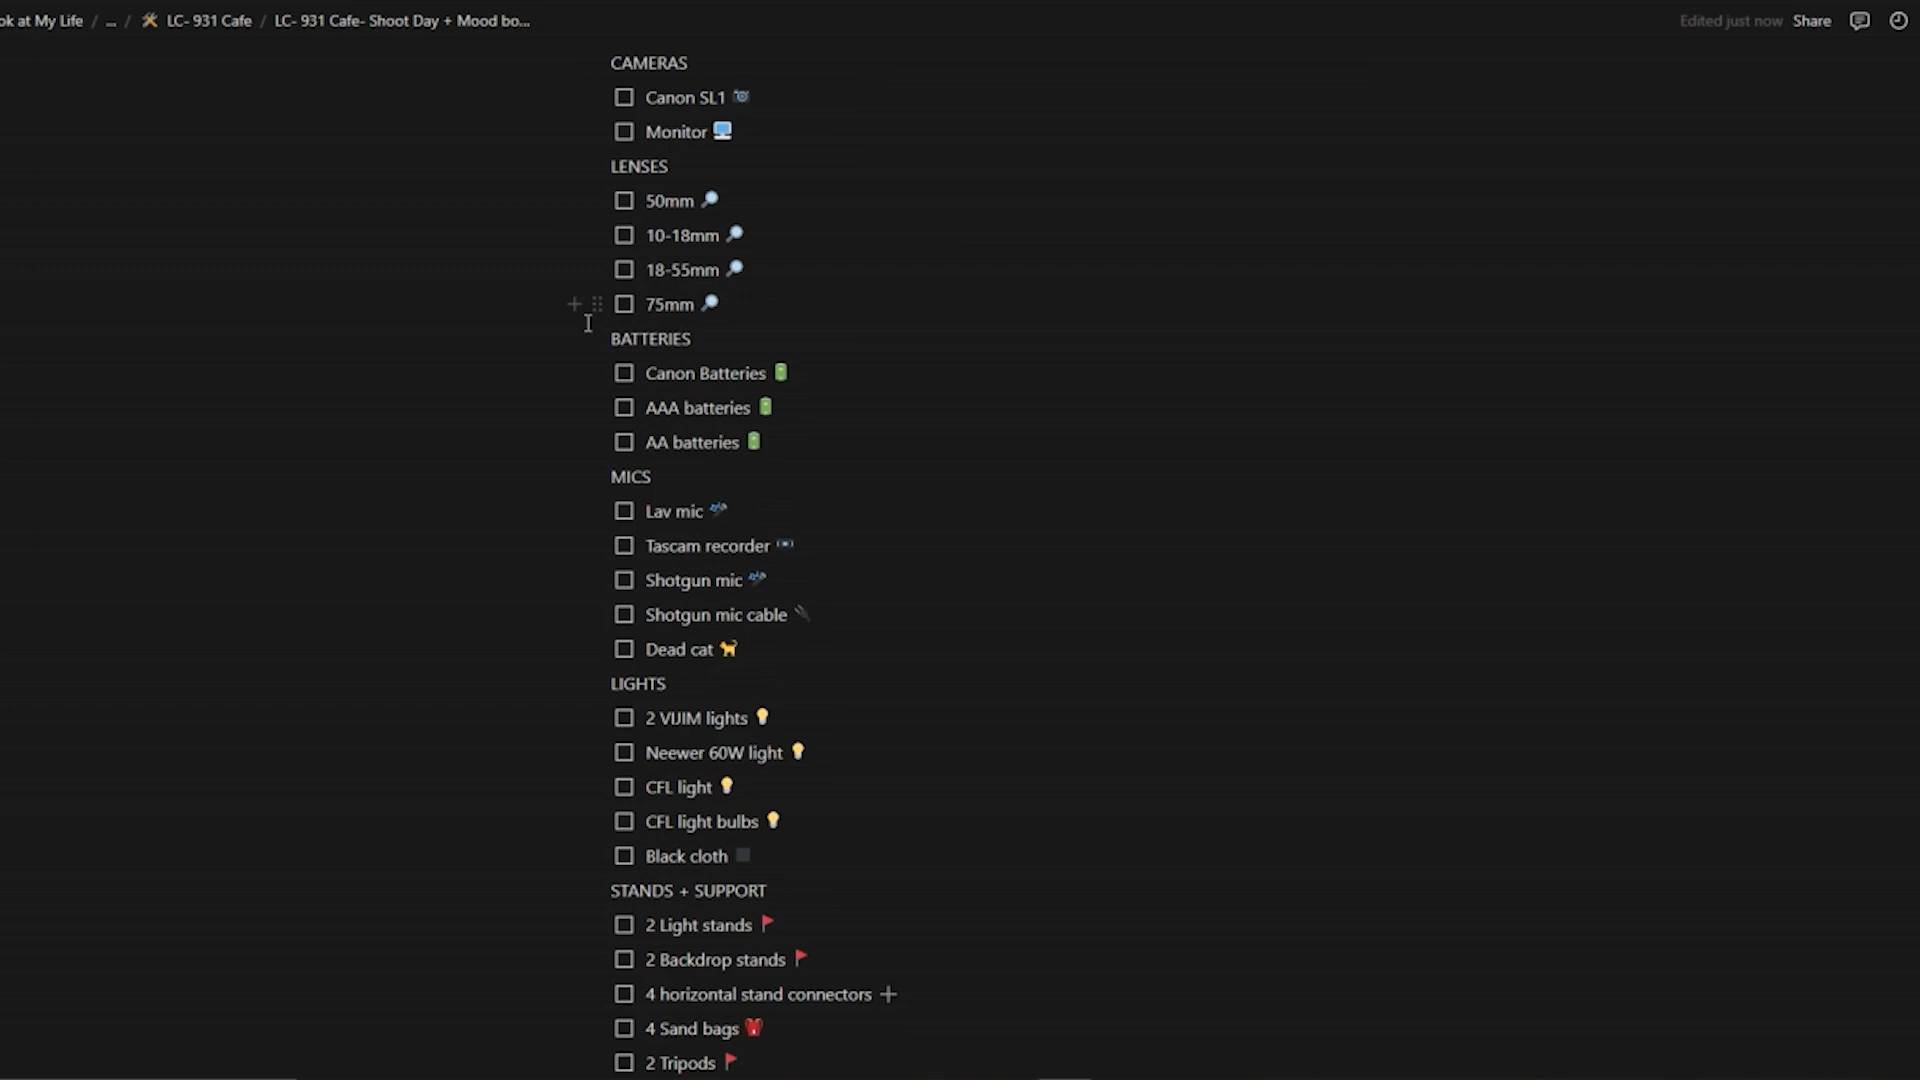 ok at My Life / ... / LC- 931 Cafe / LC- 931 Cafe- Shoot Day + Mood bo...
Edited just now Share
CAMERAS
Canon SL1
Monitor
LENSES
50mm
10-18mm
18-55mm
75mm
BATTERIES
Canon Batteries
AAA batteries
AA batteries
MICS
Lav mic
Tascam recorder
Shotgun mic
Shotgun mic cable
Dead cat
LIGHTS
2 VIJIM lights
Neewer 60W light
CFL light
CFL light bulbs
Black cloth
STANDS + SUPPORT
2 Light stands
2 Backdrop stands
4 horizontal stand connectors
4 Sand bags
2 Tripods